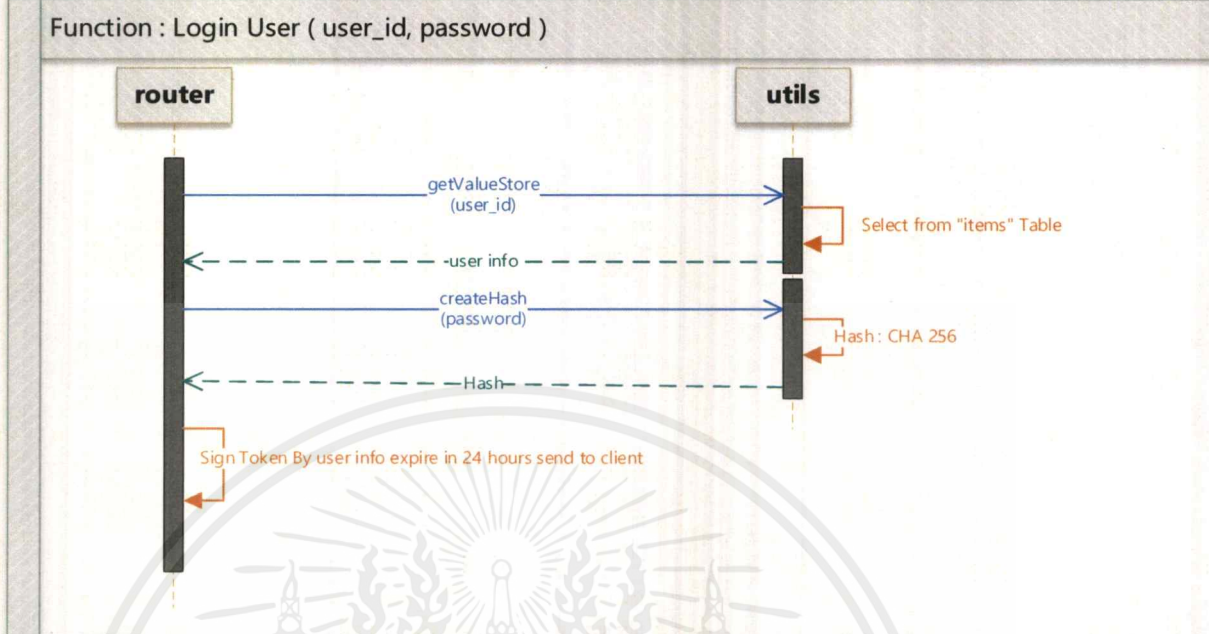 Function : Login User ( user_id, password )
router
utils
getValueStore
(user_id)
Select from "items" Table
user info
createHash
(password)
Hash : CHA 256
Hash
Sign Token By user info expire in 24 hours send to client